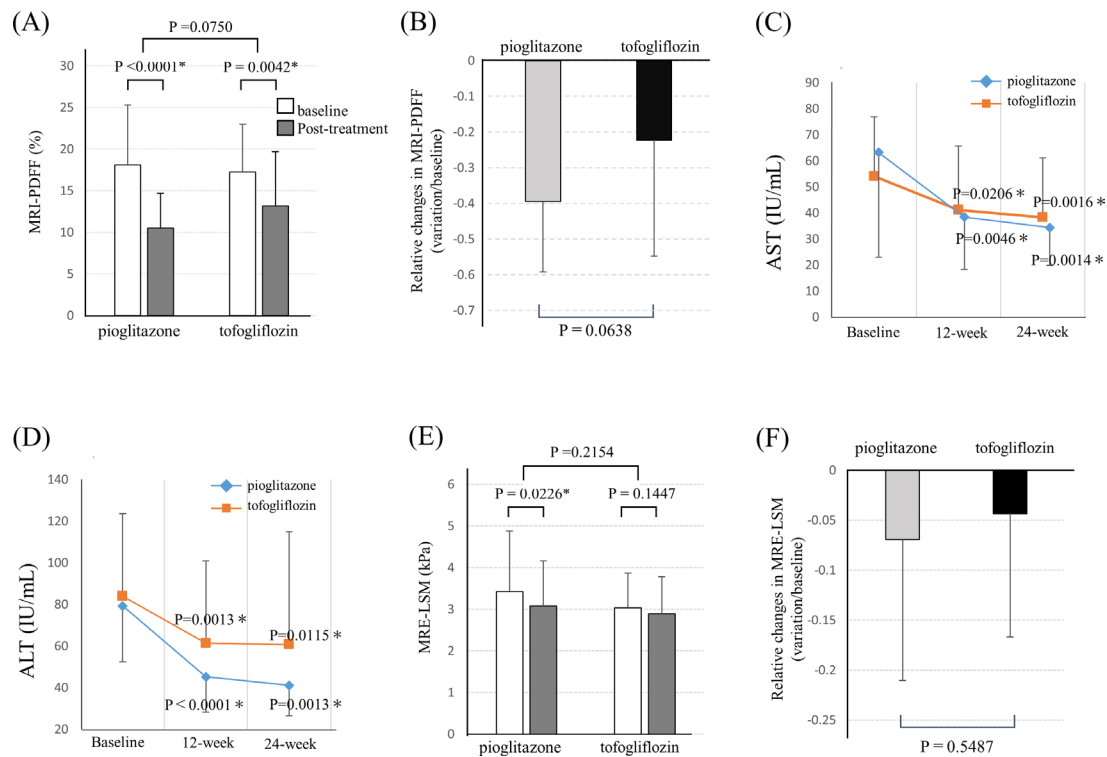 (A)
P =0.0750
P <0.0001*
P = 0.0042*
baseline
Post-treatment
MRI-PDFF (%)
30
25
20
15
10
5
0
pioglitazone
tofogliflozin
(B)
pioglitazone
tofogliflozin
Relative changes in MRI-PDFF
(variation/baseline)
0
-0.1
-0.2
-0.3
-0.4
-0.5
-0.6
-0.7
P = 0.0638
(C)
pioglitazone
tofogliflozin
AST (IU/mL)
90
80
70
60
50
40
30
20
10
0
P=0.0206 *
P=0.0016 *
P=0.0046 *
P=0.0014 *
Baseline
12-week
24-week
(D)
pioglitazone
tofogliflozin
ALT (IU/mL)
140
120
100
80
60
40
20
P=0.0013 *
P=0.0115 *
P<0.0001 *
P=0.0013 *
Baseline
12-week
24-week
(E)
P =0.2154
P = 0.0226*
P = 0.1447
MRE-LSM (kPa)
6
5
4
3
2
1
0
pioglitazone
tofogliflozin
(F)
pioglitazone
tofogliflozin
Relative changes in MRE-LSM
(variation/baseline)
0
-0.05
-0.1
-0.15
-0.2
-0.25
P = 0.5487